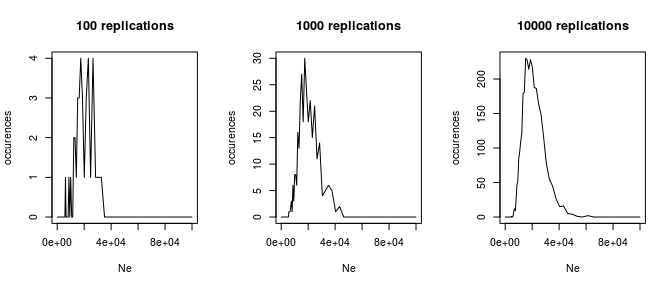 100 replications
occurences
4
3
2
1
0
0e+00 4e+04 8e+04
Ne
1000 replications
occurences
30
25
20
15
10
5
0
0e+00 4e+04 8e+04
Ne
10000 replications
occurences
200
150
100
50
0
0e+00 4e+04 8e+04
Ne